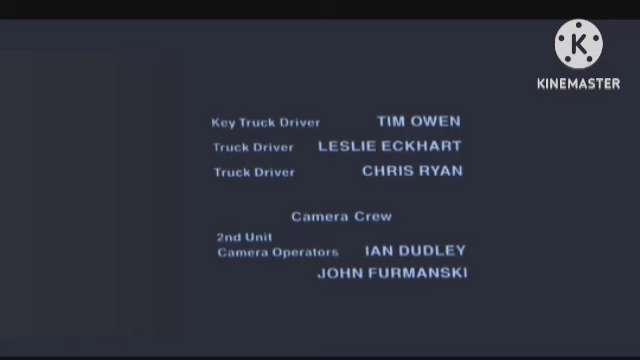 K
KINEMASTER
Key Truck Driver TIM OWEN
Truck Driver LESLIE ECKHART
Truck Driver CHRIS RYAN
Camera Crew
2nd Unit
Camera Operators IAN DUDLEY
JOHN FURMANSKI